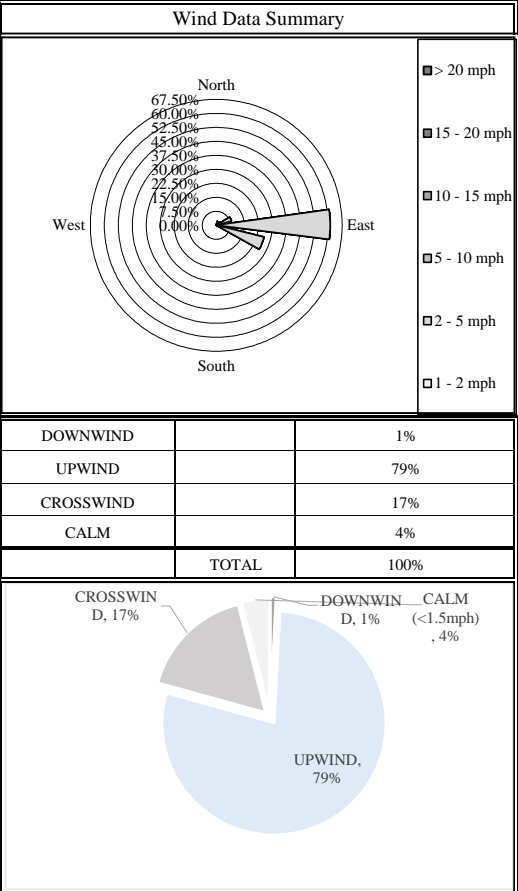 Wind Data Summary
North
67.50%
60.00%
52.50%
45.00%
37.50%
30.00%
22.50%
15.00%
7.50%
0.00%
West
East
South
> 20 mph
15 - 20 mph
10 - 15 mph
5 - 10 mph
2 - 5 mph
1 - 2 mph
DOWNWIND 1%
UPWIND 79%
CROSSWIND 17%
CALM 4%
TOTAL 100%
CROSSWIN
D, 17%
DOWNWIN
D, 1%
CALM
(<1.5mph)
, 4%
UPWIND,
79%